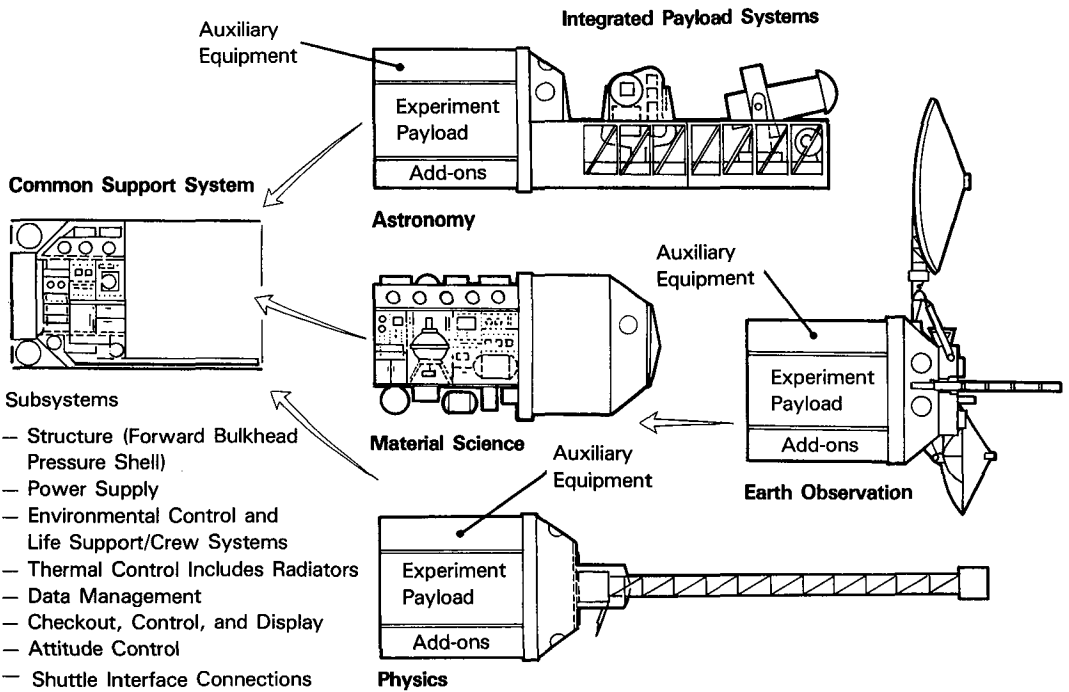 Integrated Payload Systems
Auxiliary
Equipment
Experiment
Payload
Add-ons
Astronomy
Common Support System
Subsystems
— Structure (Forward Bulkhead
Pressure Shell)
— Power Supply
— Environmental Control and
Life Support/Crew Systems
— Thermal Control Includes Radiators
— Data Management
— Checkout, Control, and Display
— Attitude Control
— Shuttle Interface Connections
Material Science
Auxiliary
Equipment
Experiment
Payload
Add-ons
Earth Observation
Auxiliary
Equipment
Experiment
Payload
Add-ons
Physics